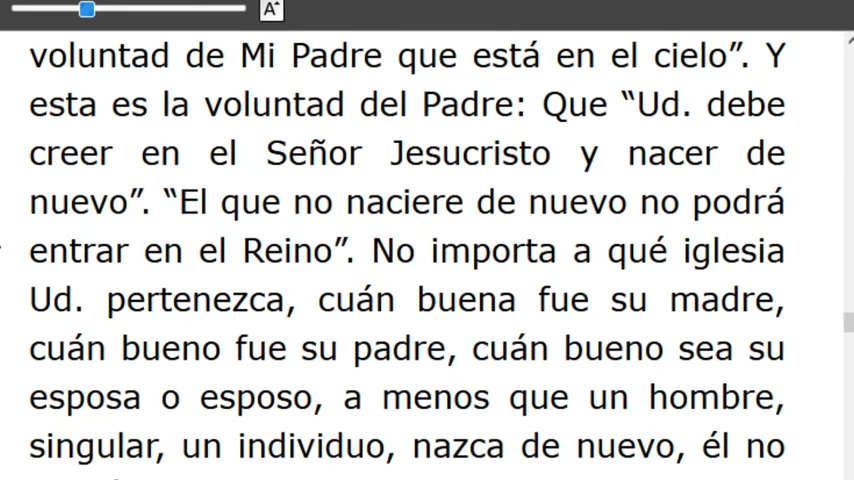 A
voluntad de Mi Padre que está en el cielo”. Y
esta es la voluntad del Padre: Que “Ud. debe
creer en el Señor Jesucristo y nacer de
nuevo”. “El que no naciere de nuevo no podrá
entrar en el Reino”. No importa a qué iglesia
Ud. pertenezca, cuán buena fue su madre,
cuán bueno fue su padre, cuán bueno sea su
esposa o esposo, a menos que un hombre,
singular, un individuo, nazca de nuevo, él no